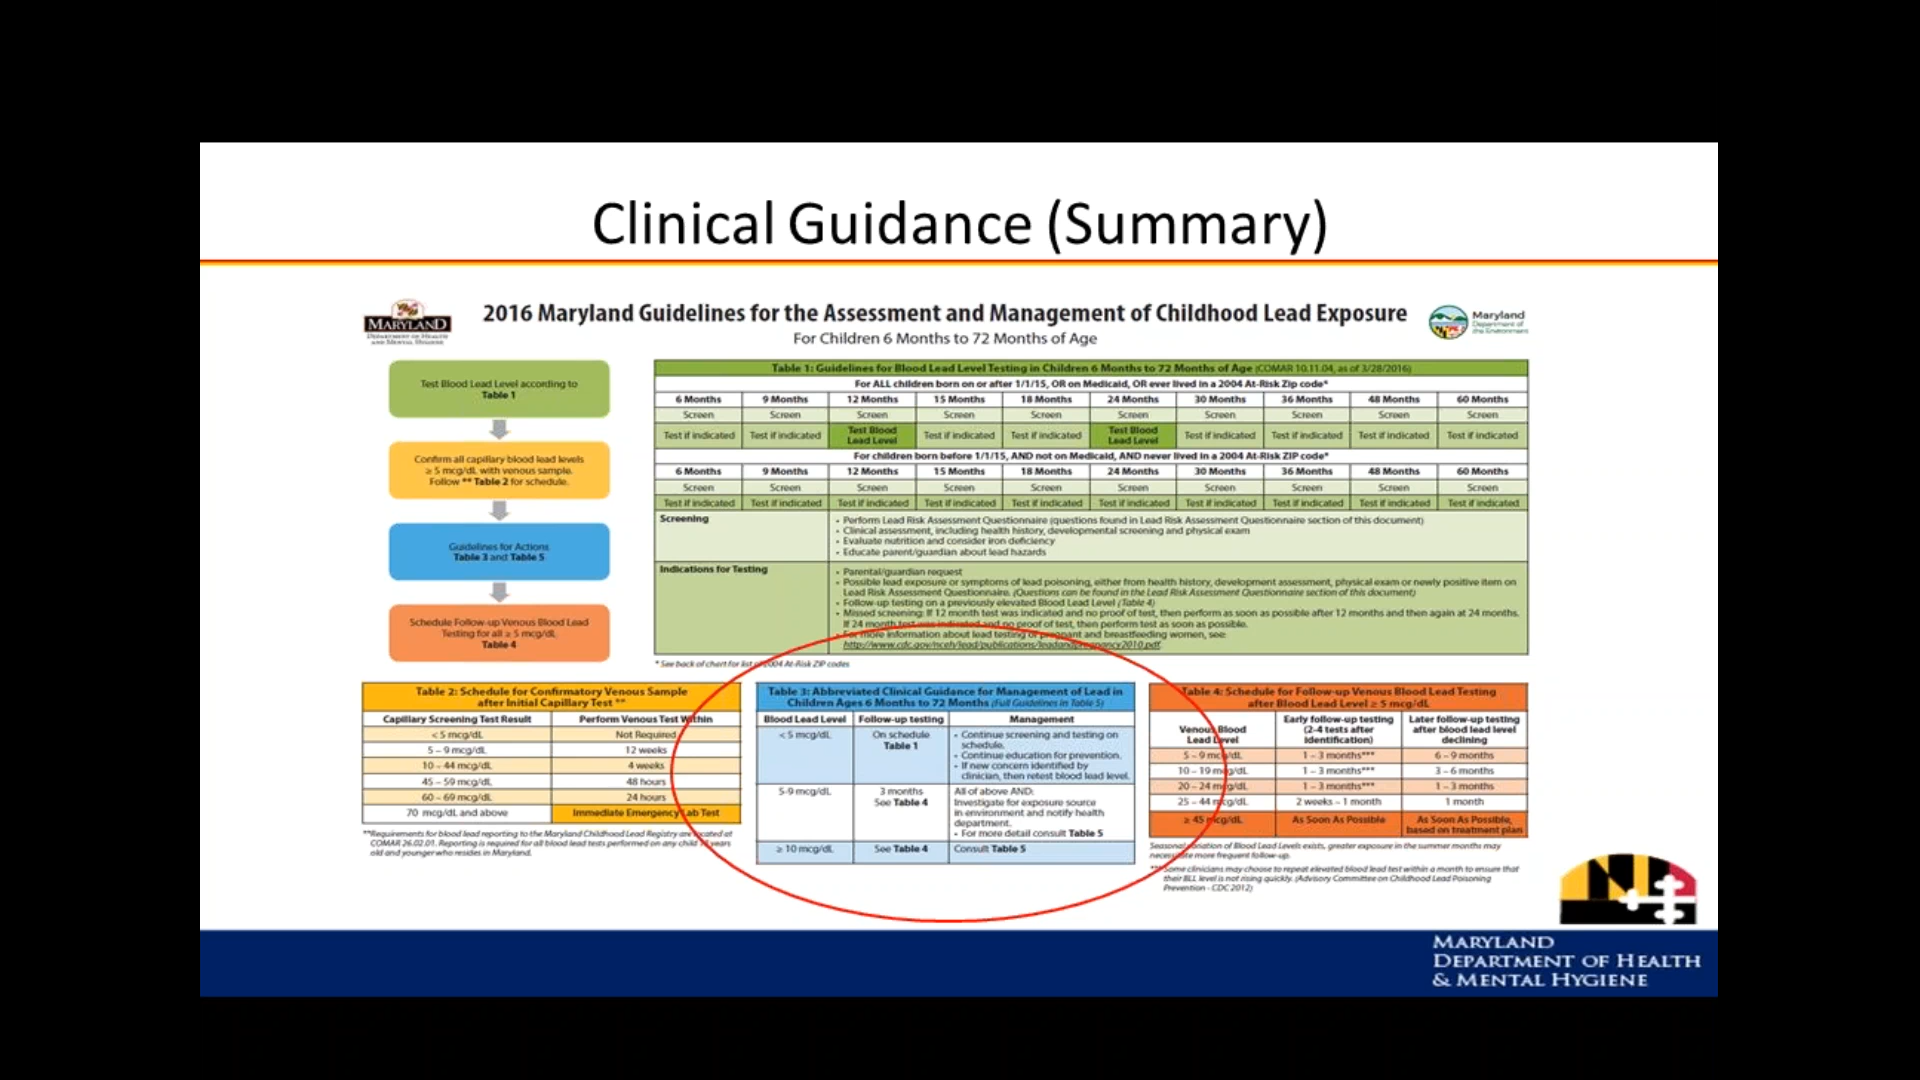 Clinical Guidance (Summary)
MARYLAND
DEPARTMENT OF HEALTH
AND MENTAL HYGIENE
2016 Maryland Guidelines for the Assessment and Management of Childhood Lead Exposure
For Children 6 Months to 72 Months of Age
Maryland
Department of
the Environment
Test Blood Lead Level according to
Table 1
Confirm all capillary blood lead levels
≥ 5 mcg/dL with venous sample.
Follow ** Table 2 for schedule.
Guidelines for Actions
Table 3 and Table 5
Schedule Follow-up Venous Blood Lead
Testing for all ≥ 5 mcg/dL
Table 4
Table 1: Guidelines for Blood Lead Level Testing in Children 6 Months to 72 Months of Age (COMAR 10.11.04, as of 3/28/2016)
For ALL children born on or after 1/1/15, OR on Medicaid, OR ever lived in a 2004 At-Risk Zip code*
6 Months 9 Months 12 Months 15 Months 18 Months 24 Months 30 Months 36 Months 48 Months 60 Months
Screen Screen Screen Screen Screen Screen Screen Screen Screen Screen
Test if indicated Test if indicated Test Blood Lead Level Test if indicated Test if indicated Test Blood Lead Level Test if indicated Test if indicated Test if indicated Test if indicated
For children born before 1/1/15, AND not on Medicaid, AND never lived in a 2004 At-Risk ZIP code*
6 Months 9 Months 12 Months 15 Months 18 Months 24 Months 30 Months 36 Months 48 Months 60 Months
Screen Screen Screen Screen Screen Screen Screen Screen Screen Screen
Test if indicated Test if indicated Test if indicated Test if indicated Test if indicated Test if indicated Test if indicated Test if indicated Test if indicated Test if indicated
Screening
• Perform Lead Risk Assessment Questionnaire (questions found in Lead Risk Assessment Questionnaire section of this document)
• Clinical assessment, including health history, developmental screening and physical exam
• Evaluate nutrition and consider iron deficiency
• Educate parent/guardian about lead hazards
Indications for Testing
• Parental/guardian request
• Possible lead exposure or symptoms of lead poisoning, either from health history, development assessment, physical exam or newly positive item on
Lead Risk Assessment Questionnaire. (Questions can be found in the Lead Risk Assessment Questionnaire section of this document)
• Follow-up testing on a previously elevated Blood Lead Level (Table 4)
• Missed screening: If 12 month test was indicated and no proof of test, then perform as soon as possible after 12 months and then again at 24 months.
If 24 month test was indicated and no proof of test, then perform test as soon as possible.
• For more information about lead testing of pregnant and breastfeeding women, see:
http://www.cdc.gov/nceh/lead/publications/leadandpregnancy2010.pdf.
* See back of chart for list of 2004 At-Risk ZIP codes
Table 2: Schedule for Confirmatory Venous Sample
after Initial Capillary Test **
Capillary Screening Test Result Perform Venous Test Within
< 5 mcg/dL Not Required
5 – 9 mcg/dL 12 weeks
10 – 44 mcg/dL 4 weeks
45 – 59 mcg/dL 48 hours
60 – 69 mcg/dL 24 hours
70 mcg/dL and above Immediate Emergency Lab Test
**Requirements for blood lead reporting to the Maryland Childhood Lead Registry are located at
COMAR 26.02.01. Reporting is required for all blood lead tests performed on any child years
old and younger who resides in Maryland.
Table 3: Abbreviated Clinical Guidance for Management of Lead in
Children Ages 6 Months to 72 Months (Full Guidelines in Table 5)
Blood Lead Level Follow-up testing Management
< 5 mcg/dL
On schedule
Table 1
• Continue screening and testing on
schedule.
• Continue education for prevention.
• If new concern identified by
clinician, then retest blood lead level.
5-9 mcg/dL
3 months
See Table 4
All of above AND:
Investigate for exposure source
in environment and notify health
department.
• For more detail consult Table 5
≥ 10 mcg/dL See Table 4 Consult Table 5
Table 4: Schedule for Follow-up Venous Blood Lead Testing
after Blood Lead Level ≥ 5 mcg/dL
Venous Blood
Lead Level
Early follow-up testing
(2-4 tests after
identification)
Later follow-up testing
after blood lead level
declining
5 – 9 mcg/dL 1 – 3 months*** 6 – 9 months
10 – 19 mcg/dL 1 – 3 months*** 3 – 6 months
20 – 24 mcg/dL 1 – 3 months*** 1 – 3 months
25 – 44 mcg/dL 2 weeks – 1 month 1 month
≥ 45 mcg/dL As Soon As Possible As Soon As Possible, based on treatment plan
Seasonal variation of Blood Lead Levels exists, greater exposure in the summer months may
necessitate more frequent follow-up.
*** Some clinicians may choose to repeat elevated blood lead test within a month to ensure that
their BLL level is not rising quickly. (Advisory Committee on Childhood Lead Poisoning
Prevention - CDC 2012)
MARYLAND
DEPARTMENT OF HEALTH
& MENTAL HYGIENE